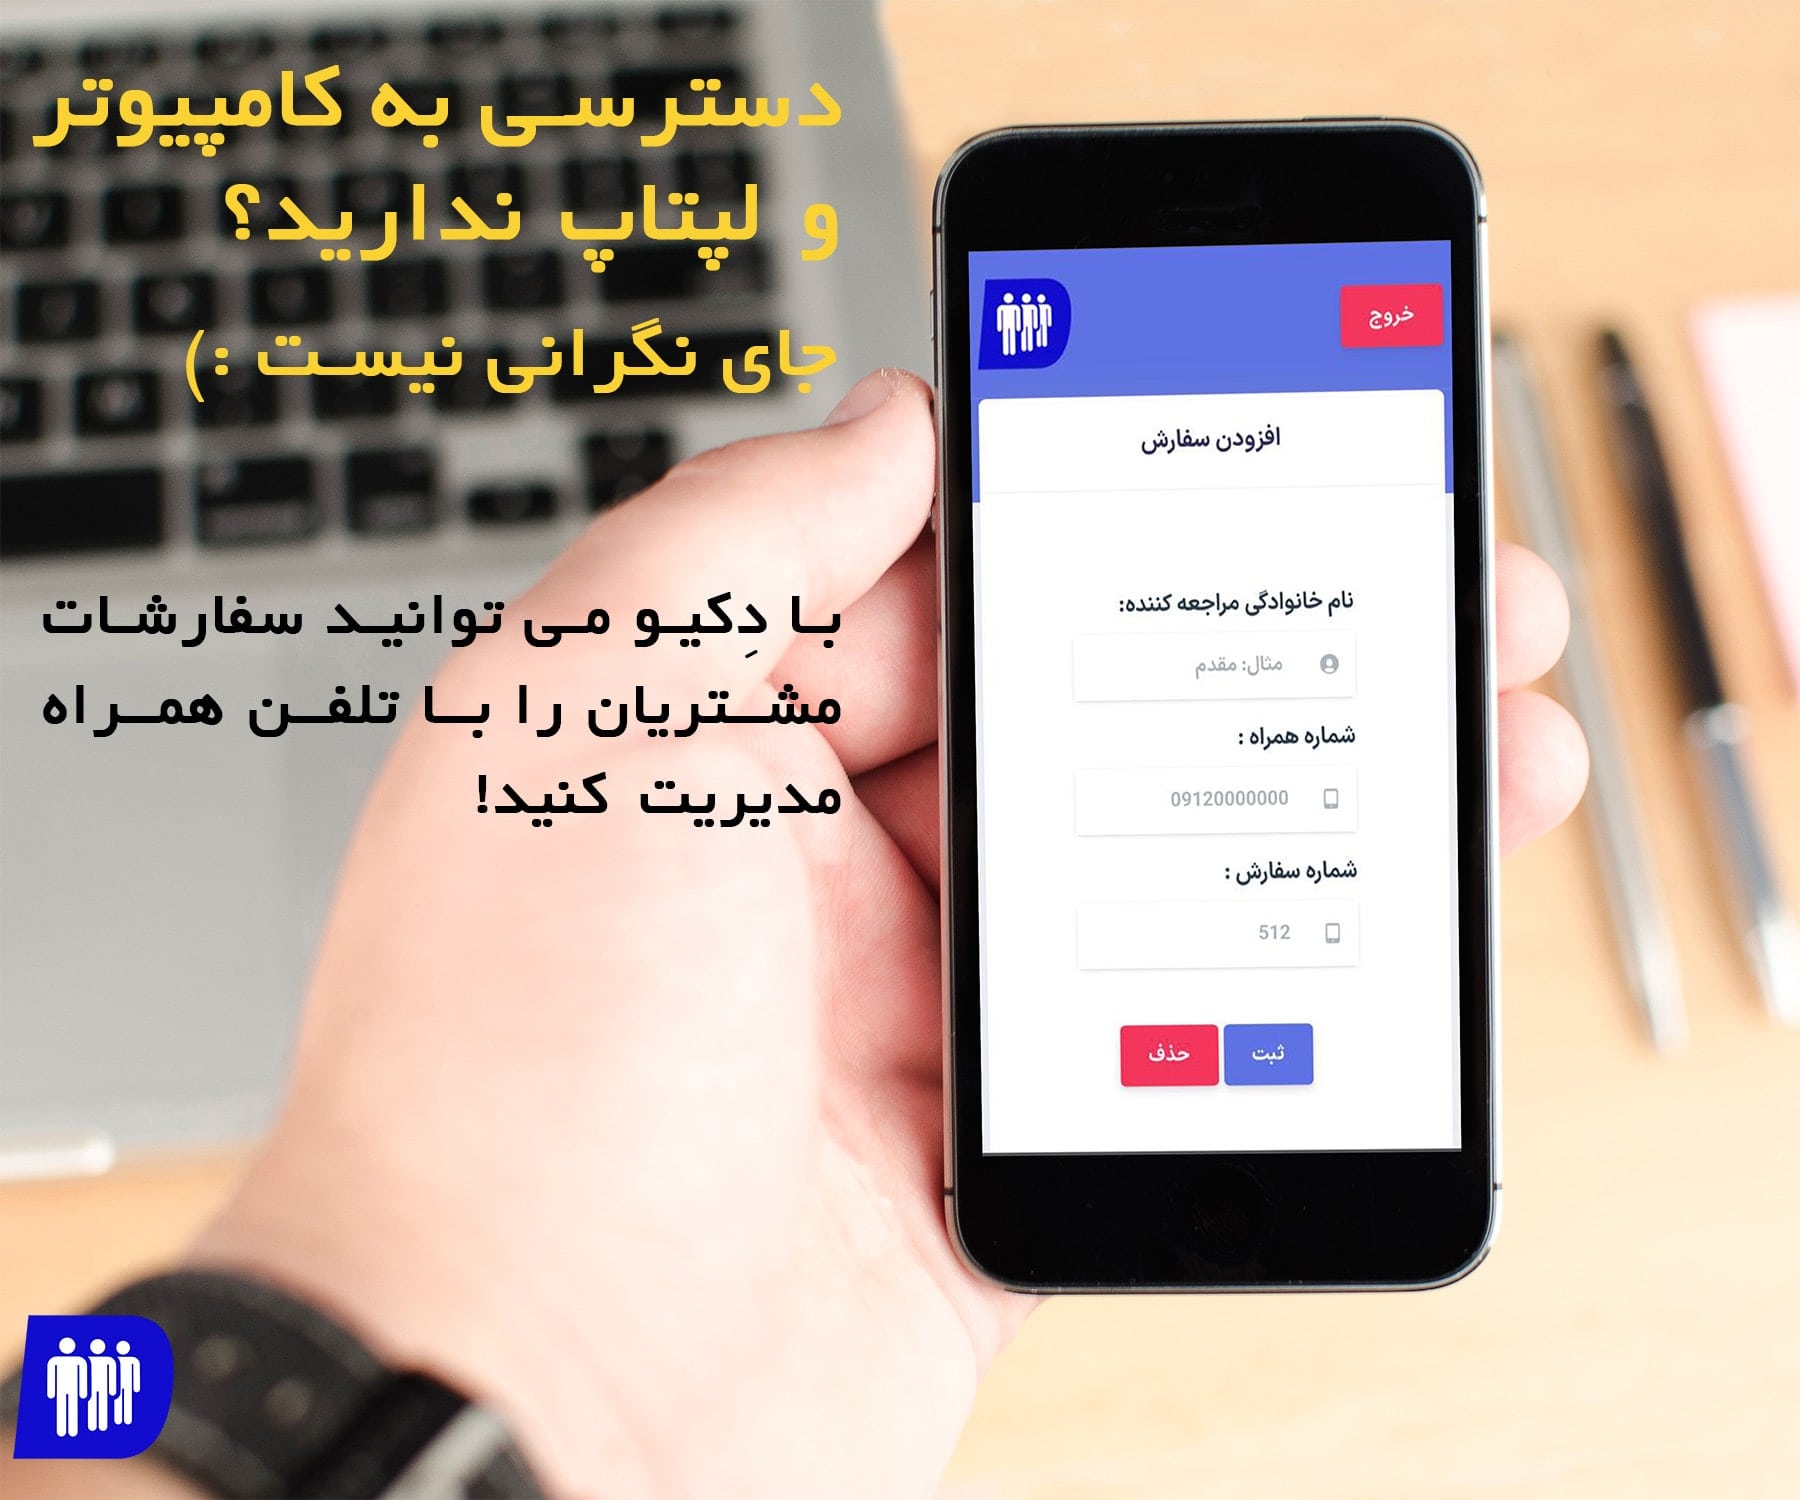 دسترسی به کامپیوتر
و لپتاپ ندارید؟
جای نگرانی نیست :)
با دِکیو می توانید سفارشات
مشتریان را با تلفن همراه
مدیریت کنید!
خروج
افزودن سفارش
نام خانوادگی مراجعه کننده:
مثال: مقدم
شماره همراه :
09120000000
شماره سفارش :
512
ثبت
حذف